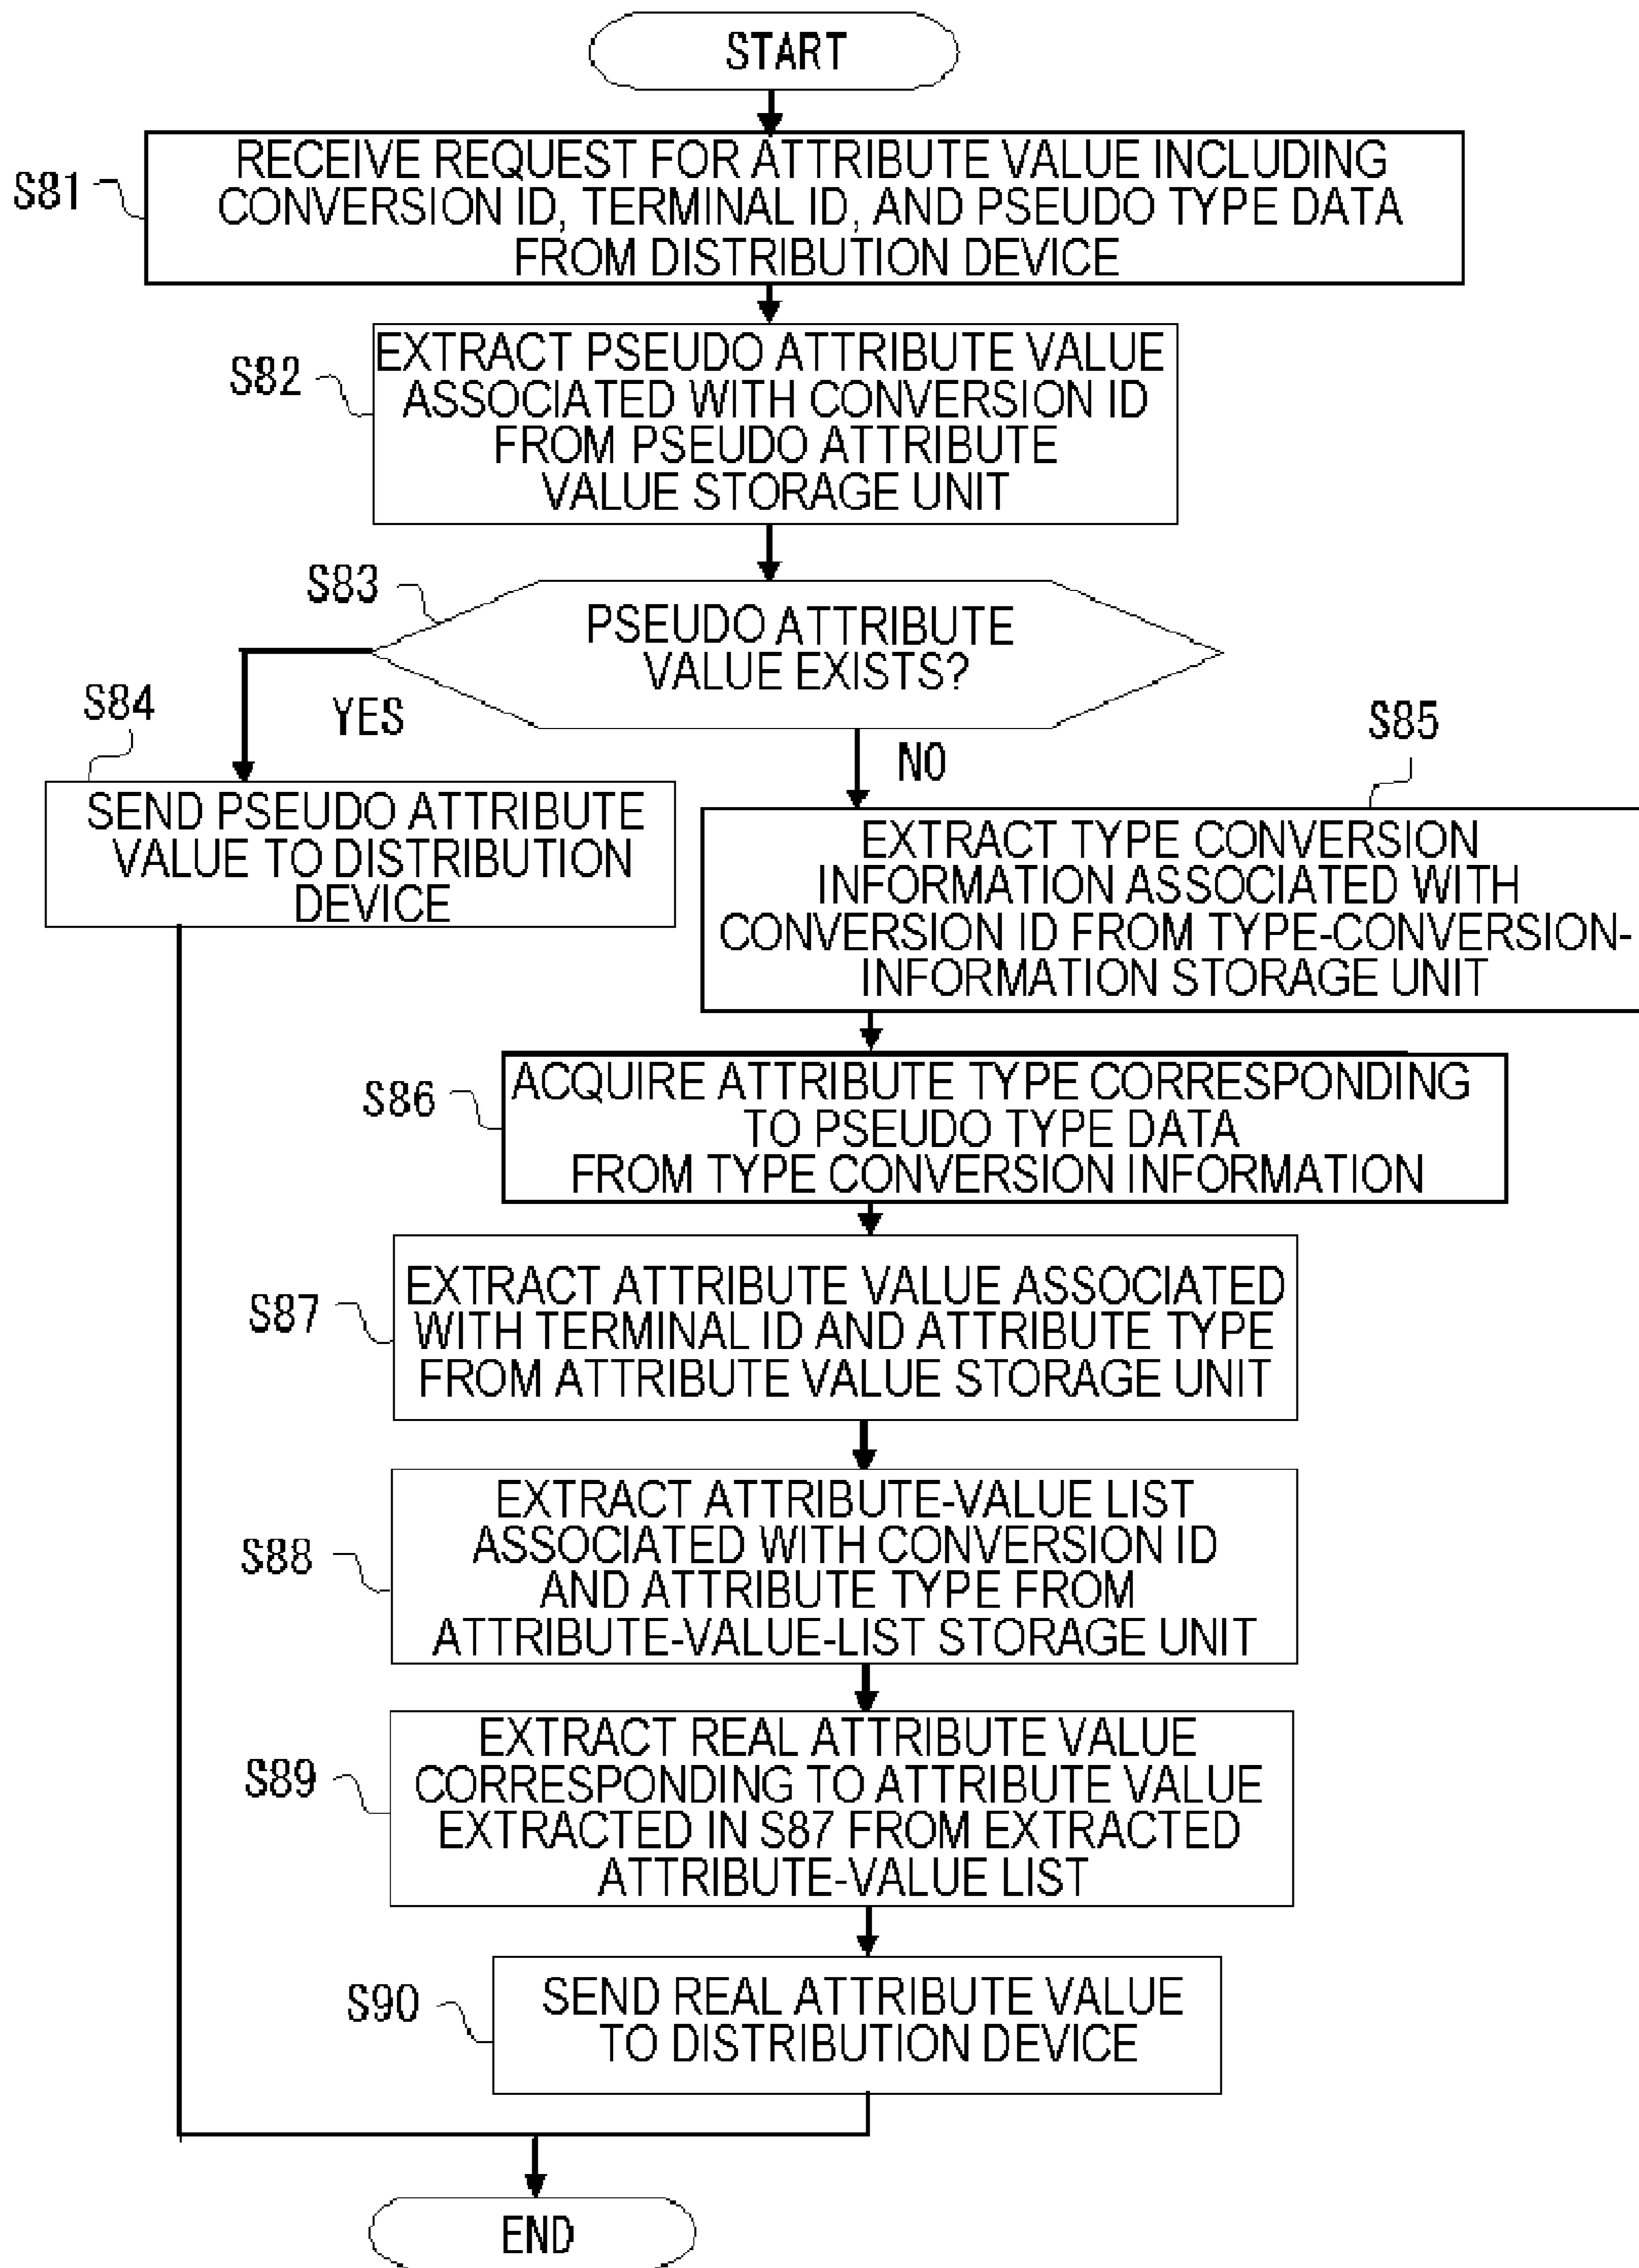 START
S81
RECEIVE REQUEST FOR ATTRIBUTE VALUE INCLUDING
CONVERSION ID, TERMINAL ID, AND PSEUDO TYPE DATA
FROM DISTRIBUTION DEVICE
S82
EXTRACT PSEUDO ATTRIBUTE VALUE
ASSOCIATED WITH CONVERSION ID
FROM PSEUDO ATTRIBUTE
VALUE STORAGE UNIT
S83
PSEUDO ATTRIBUTE
VALUE EXISTS?
YES
NO
S84
SEND PSEUDO ATTRIBUTE
VALUE TO DISTRIBUTION
DEVICE
S85
EXTRACT TYPE CONVERSION
INFORMATION ASSOCIATED WITH
CONVERSION ID FROM TYPE-CONVERSION-
INFORMATION STORAGE UNIT
S86
ACQUIRE ATTRIBUTE TYPE CORRESPONDING
TO PSEUDO TYPE DATA
FROM TYPE CONVERSION INFORMATION
S87
EXTRACT ATTRIBUTE VALUE ASSOCIATED
WITH TERMINAL ID AND ATTRIBUTE TYPE
FROM ATTRIBUTE VALUE STORAGE UNIT
S88
EXTRACT ATTRIBUTE-VALUE LIST
ASSOCIATED WITH CONVERSION ID
AND ATTRIBUTE TYPE FROM
ATTRIBUTE-VALUE-LIST STORAGE UNIT
S89
EXTRACT REAL ATTRIBUTE VALUE
CORRESPONDING TO ATTRIBUTE VALUE
EXTRACTED IN S87 FROM EXTRACTED
ATTRIBUTE-VALUE LIST
S90
SEND REAL ATTRIBUTE VALUE
TO DISTRIBUTION DEVICE
END